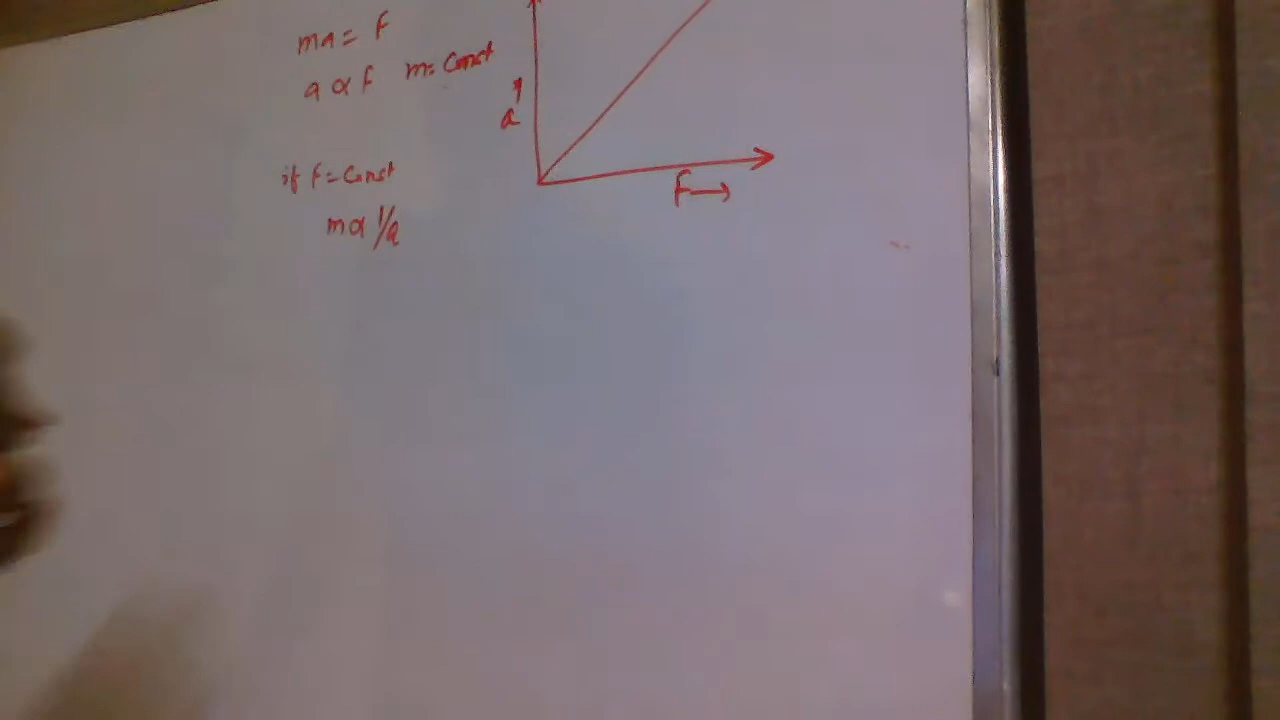 ma = F
a ∝ F m = Const
a
F
if F = Const
m ∝ 1/a